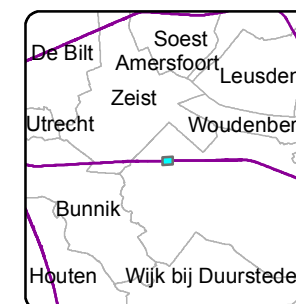 Soest
De Bilt
Amersfoort
Leusden
Zeist
Utrecht
Woudenber
Bunnik
Houten
Wijk bij Duurstede